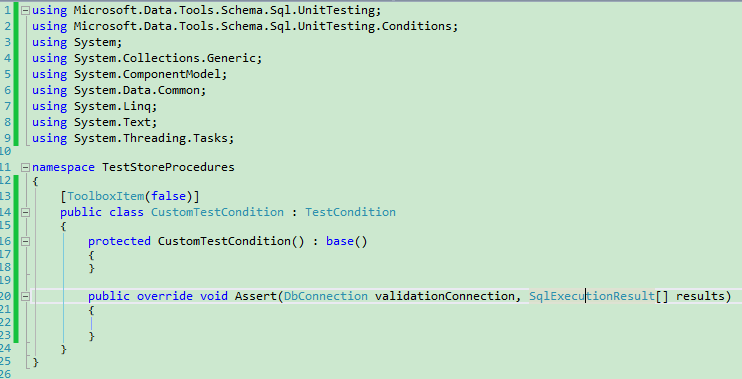 1 using Microsoft.Data.Tools.Schema.Sql.UnitTesting;
2 using Microsoft.Data.Tools.Schema.Sql.UnitTesting.Conditions;
3 using System;
4 using System.Collections.Generic;
5 using System.ComponentModel;
6 using System.Data.Common;
7 using System.Linq;
8 using System.Text;
9 using System.Threading.Tasks;
10
11 namespace TestStoreProcedures
12 {
13 [ToolboxItem(false)]
14 public class CustomTestCondition : TestCondition
15 {
16 protected CustomTestCondition() : base()
17 {
18 }
19
20 public override void Assert(DbConnection validationConnection, SqlExecutionResult[] results)
21 {
22
23 }
24 }
25 }
26